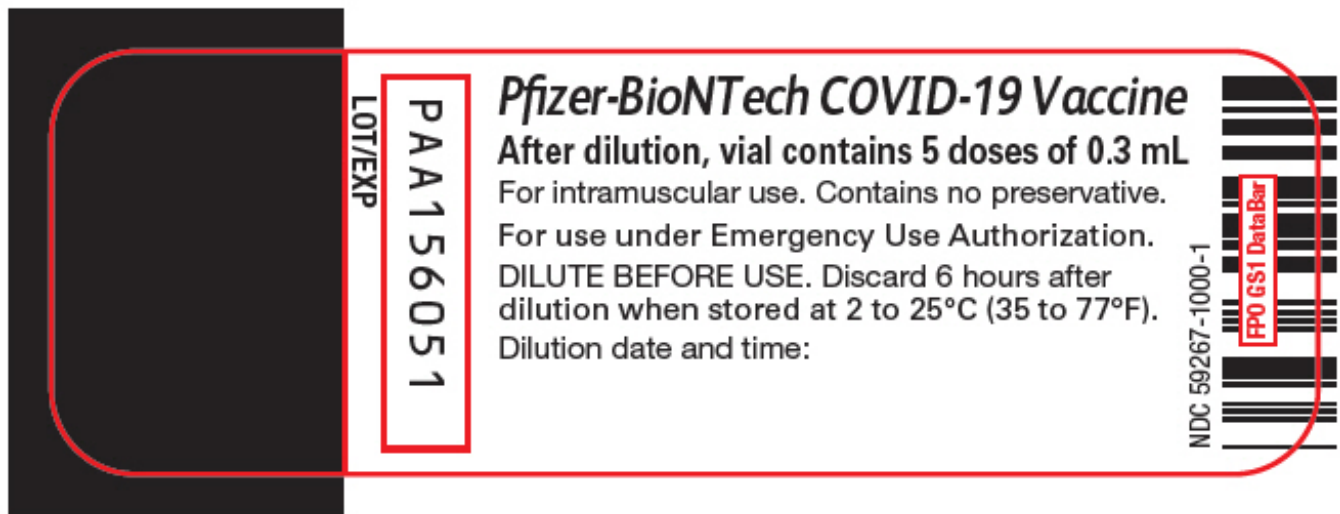 LOT/EXP
PAA156051
Pfizer-BioNTech COVID-19 Vaccine
After dilution, vial contains 5 doses of 0.3 mL
For intramuscular use. Contains no preservative.
For use under Emergency Use Authorization.
DILUTE BEFORE USE. Discard 6 hours after
dilution when stored at 2 to 25°C (35 to 77°F).
Dilution date and time:
NDC 59267-1000-1
FPO GS1 DataBar